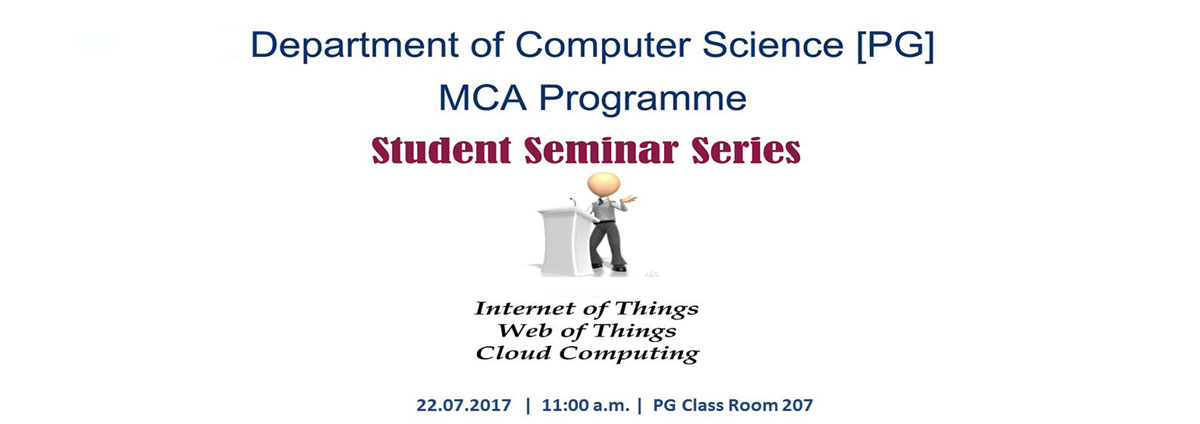 Department of Computer Science [PG]
MCA Programme
Student Seminar Series
Internet of Things
Web of Things
Cloud Computing
22.07.2017 | 11:00 a.m. | PG Class Room 207